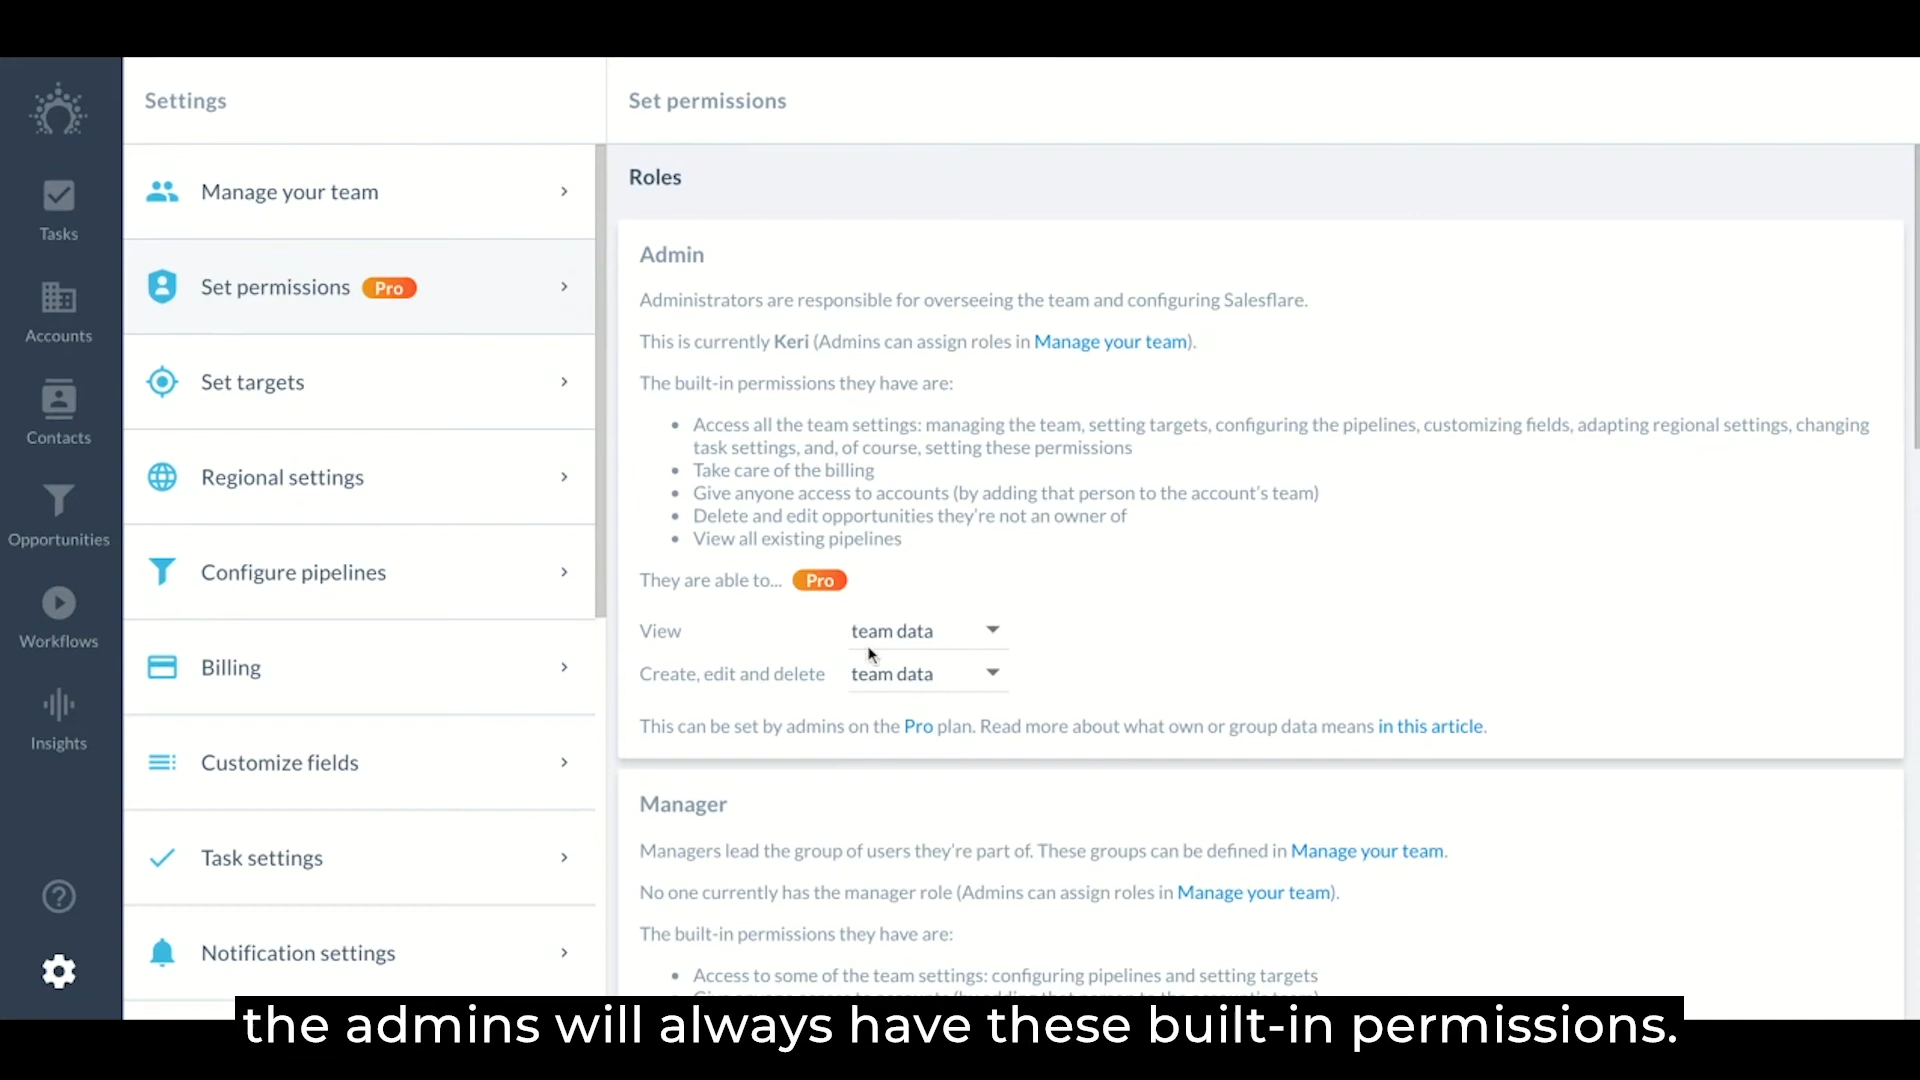 Settings
Set permissions
Tasks
Accounts
Contacts
Opportunities
Workflows
Insights
Manage your team
Set permissions Pro
Set targets
Regional settings
Configure pipelines
Billing
Customize fields
Task settings
Notification settings
Roles
Admin
Administrators are responsible for overseeing the team and configuring Salesflare.
This is currently Keri (Admins can assign roles in Manage your team).
The built-in permissions they have are:
• Access all the team settings: managing the team, setting targets, configuring the pipelines, customizing fields, adapting regional settings, changing
task settings, and, of course, setting these permissions
• Take care of the billing
• Give anyone access to accounts (by adding that person to the account's team)
• Delete and edit opportunities they're not an owner of
• View all existing pipelines
They are able to... Pro
View team data
Create, edit and delete team data
This can be set by admins on the Pro plan. Read more about what own or group data means in this article.
Manager
Managers lead the group of users they're part of. These groups can be defined in Manage your team.
No one currently has the manager role (Admins can assign roles in Manage your team).
The built-in permissions they have are:
• Access to some of the team settings: configuring pipelines and setting targets
the admins will always have these built-in permissions.